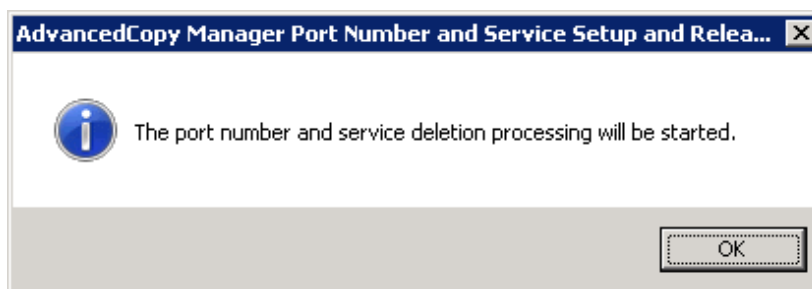 AdvancedCopy Manager Port Number and Service Setup and Relea...
The port number and service deletion processing will be started.
OK